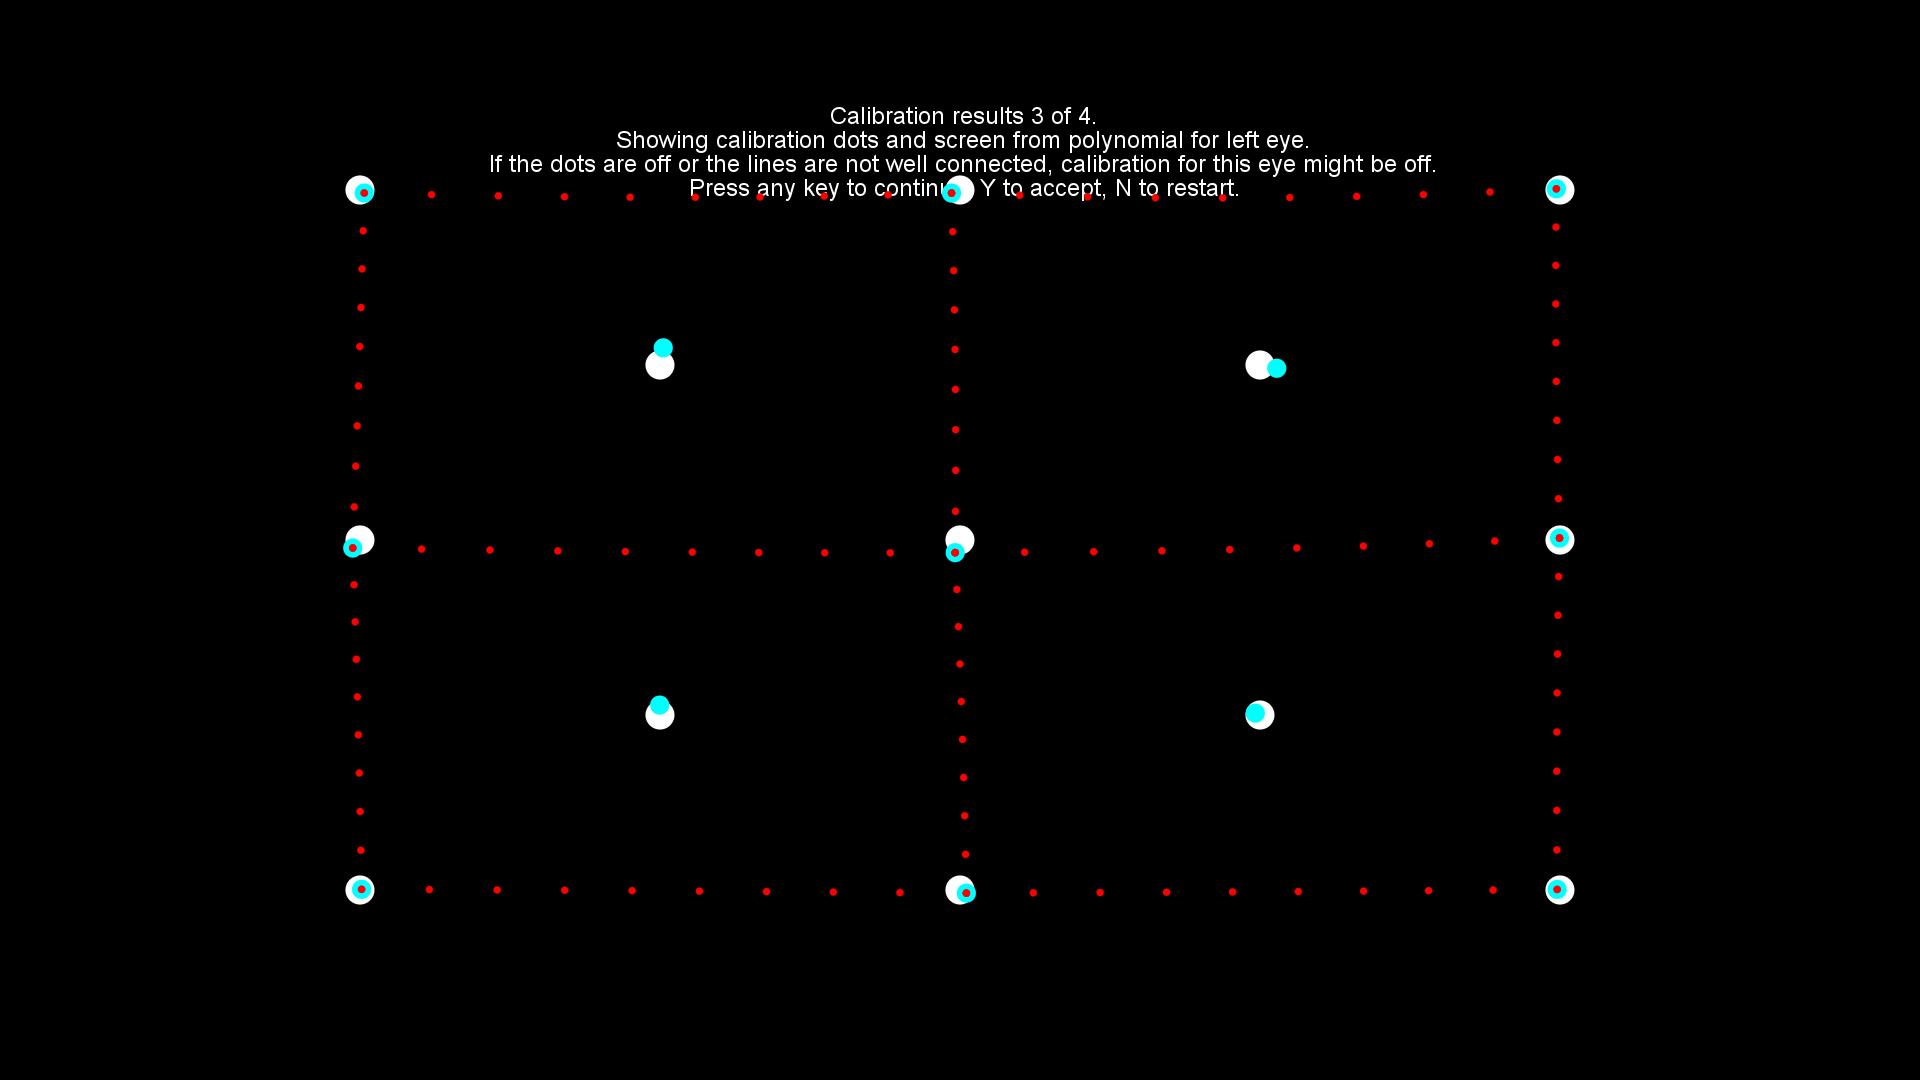 Calibration results 3 of 4.
Showing calibration dots and screen from polynomial for left eye.
If the dots are off or the lines are not well connected, calibration for this eye might be off.
Press any key to continue, Y to accept, N to restart.